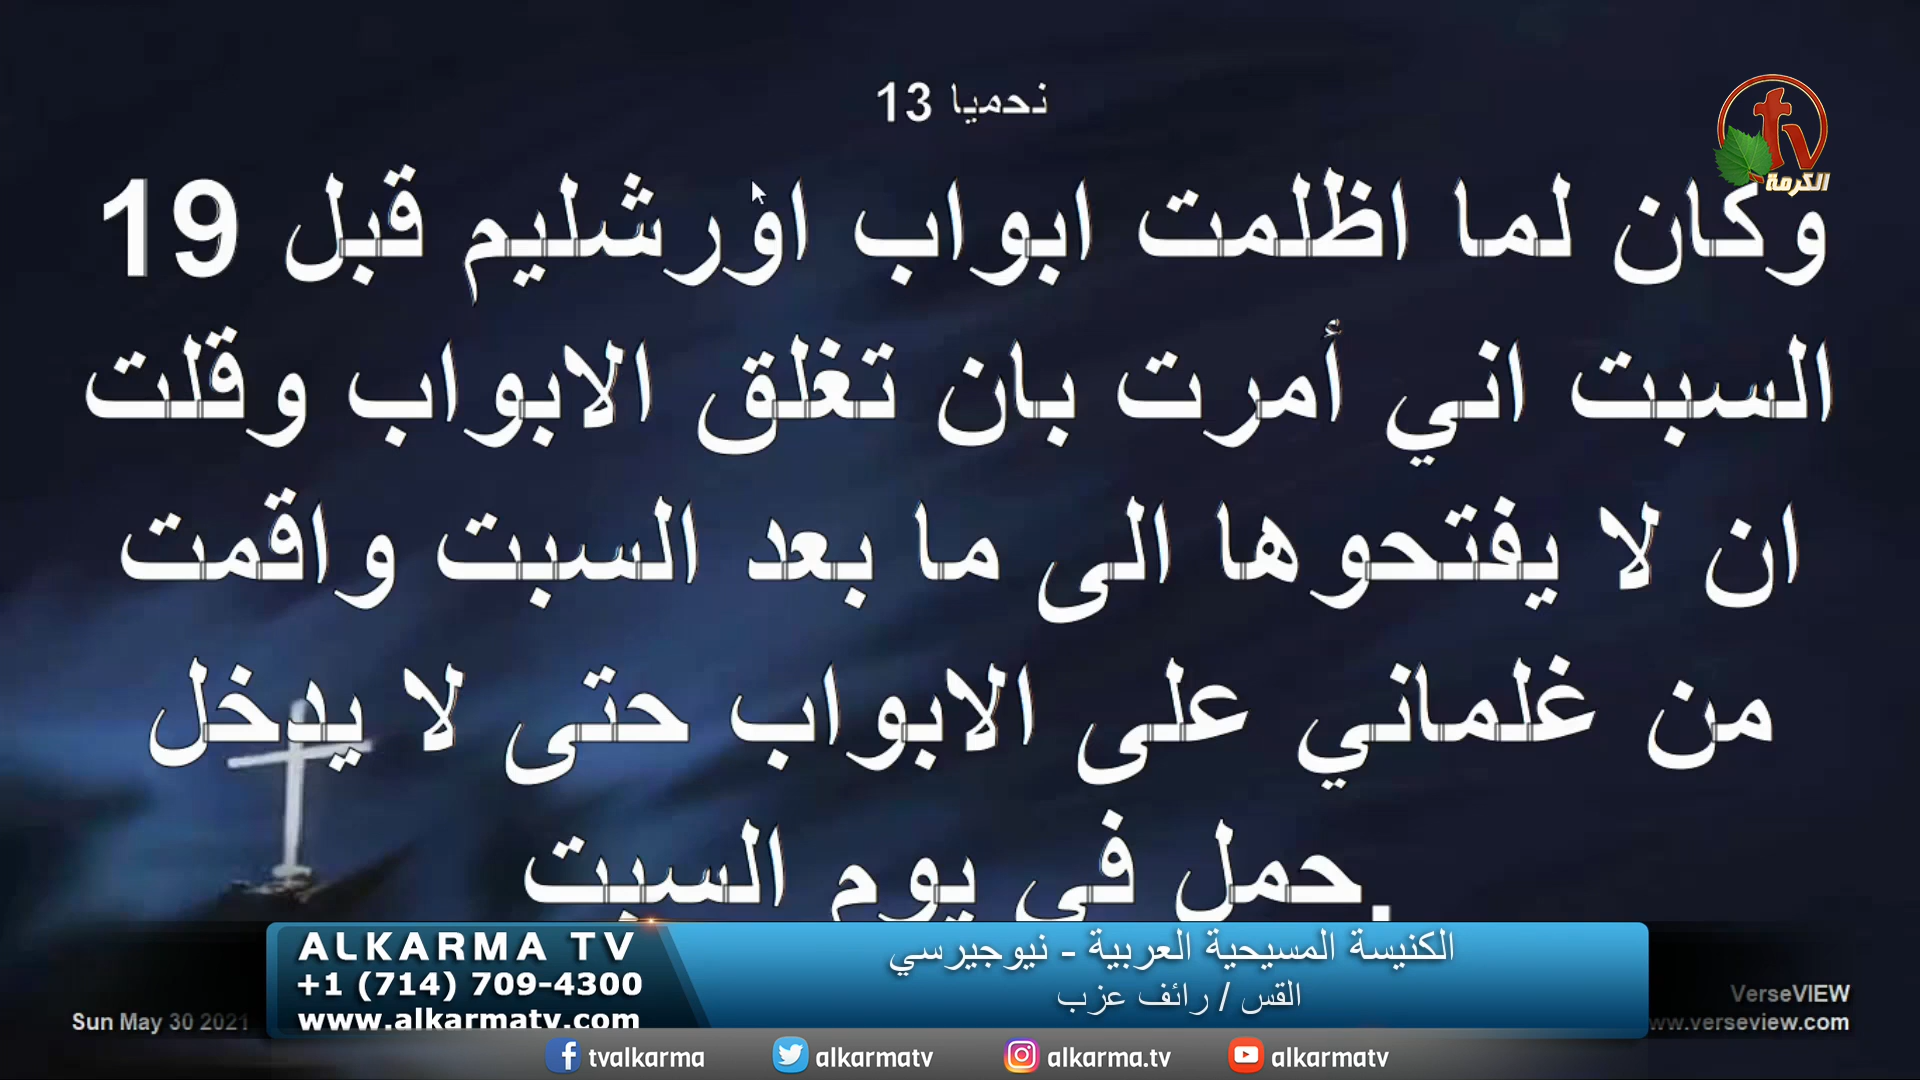 نحميا 13
tv
الكرمة
وكان لما اظلمت ابواب اورشليم قبل 19
السبت اني أمرت بان تغلق الابواب وقلت
ان لا يفتحوها الى ما بعد السبت واقمت
من غلماني على الابواب حتى لا يدخل
حمل في يوم السبت.
ALKARMA TV
+1 (714) 709-4300
www.alkarmatv.com
الكنيسة المسيحية العربية - نيوجيرسي
القس / رائف عزب
VerseVIEW
www.verseview.com
Sun May 30 2021
tvalkarma
alkarmatv
alkarma.tv
alkarmatv